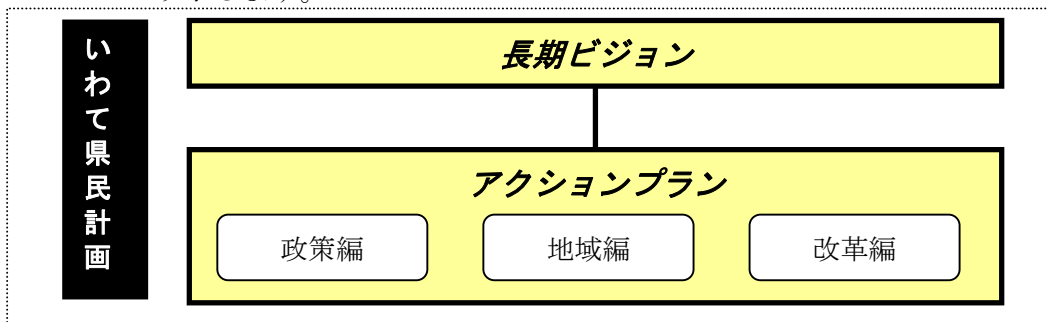 いわて県民計画
長期ビジョン
アクションプラン
政策編
地域編
改革編